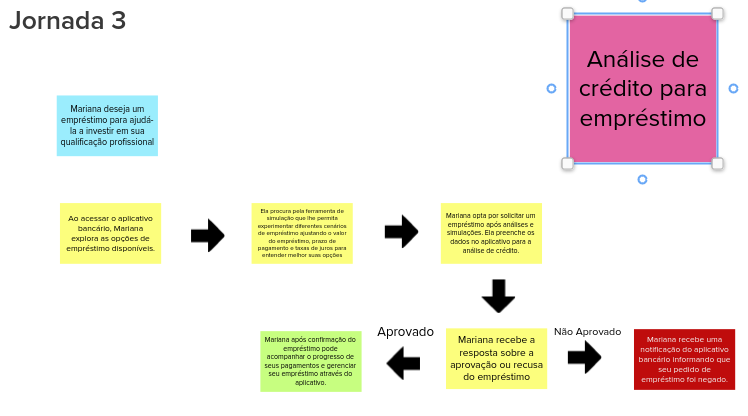 Jornada 3
Análise de
crédito para
empréstimo
Mariana deseja um
empréstimo para ajudá-
la a investir em sua
qualificação profissional
Ao acessar o aplicativo
bancário, Mariana
explora as opções de
empréstimo disponíveis.
Ela procura pela ferramenta de
simulação que lhe permita
experimentar diferentes cenários
de empréstimo ajustando o valor
do empréstimo, prazo de
pagamento e taxas de juros para
entender melhor suas opções
Mariana opta por solicitar um
empréstimo após análises e
simulações. Ela preenche os
dados no aplicativo para a
análise de crédito.
Mariana após confirmação do
empréstimo pode
acompanhar o progresso de
seus pagamentos e gerenciar
seu empréstimo através do
aplicativo.
Aprovado
Mariana recebe a
resposta sobre a
aprovação ou recusa
do empréstimo
Não Aprovado
Mariana recebe uma
notificação do aplicativo
bancário informando que
seu pedido de
empréstimo foi negado.